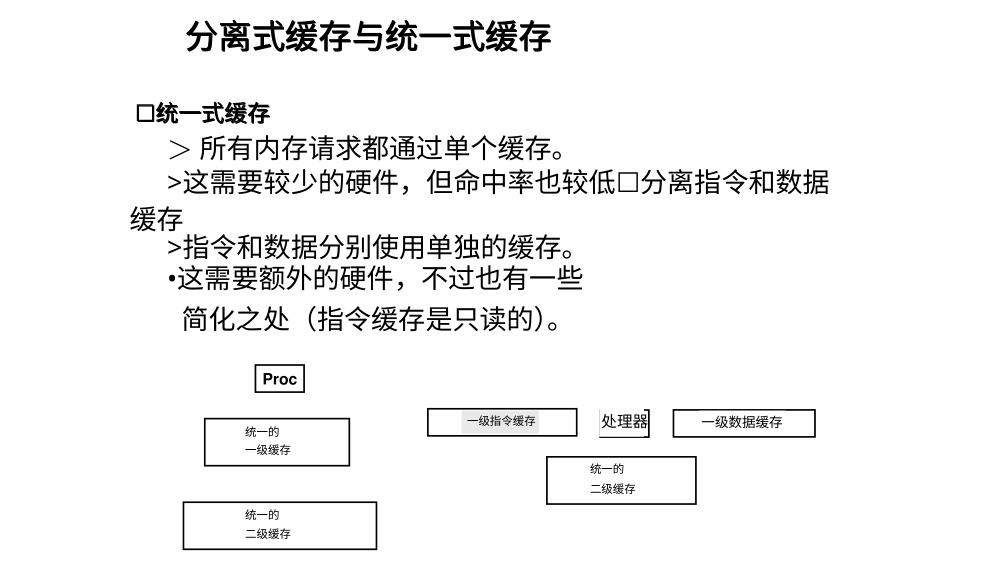 分离式缓存与统一式缓存
☐统一式缓存
＞ 所有内存请求都通过单个缓存。
>这需要较少的硬件，但命中率也较低☐分离指令和数据
缓存
>指令和数据分别使用单独的缓存。
•这需要额外的硬件，不过也有一些
简化之处（指令缓存是只读的）。
Proc
统一的
一级缓存
统一的
二级缓存
一级指令缓存
处理器
一级数据缓存
统一的
二级缓存